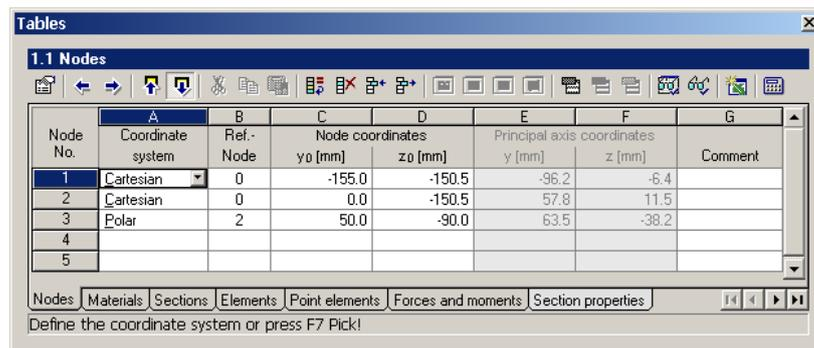 Tables
1.1 Nodes
A B C D E F G
Node No. Coordinate system Ref.-Node Node coordinates Principal axis coordinates
y0 [mm] z0 [mm] y [mm] z [mm] Comment
1 Cartesian 0 -155.0 -150.5 -96.2 -6.4
2 Cartesian 0 0.0 -150.5 57.8 11.5
3 Polar 2 50.0 -90.0 63.5 -38.2
4
5
Nodes Materials Sections Elements Point elements Forces and moments Section properties
Define the coordinate system or press F7 Pick!